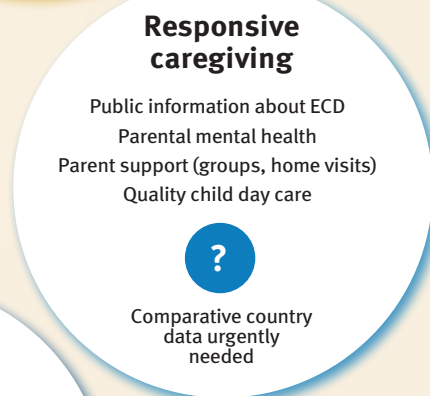 Responsive
caregiving
Public information about ECD
Parental mental health
Parent support (groups, home visits)
Quality child day care
?
Comparative country
data urgently
needed